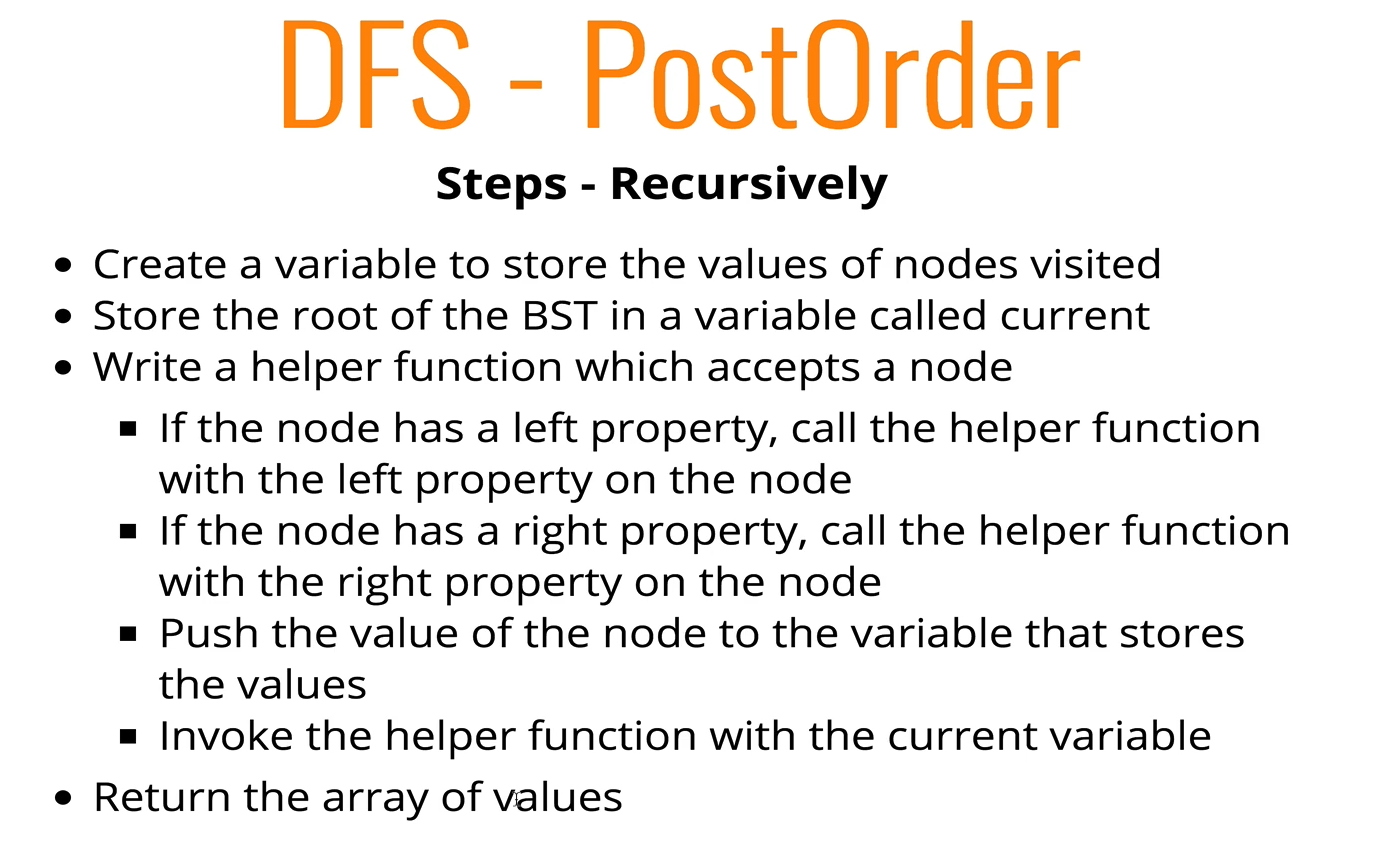 DFS - PostOrder
Steps - Recursively
Create a variable to store the values of nodes visited
Store the root of the BST in a variable called current
Write a helper function which accepts a node
If the node has a left property, call the helper function
with the left property on the node
If the node has a right property, call the helper function
with the right property on the node
Push the value of the node to the variable that stores
the values
Invoke the helper function with the current variable
Return the array of values